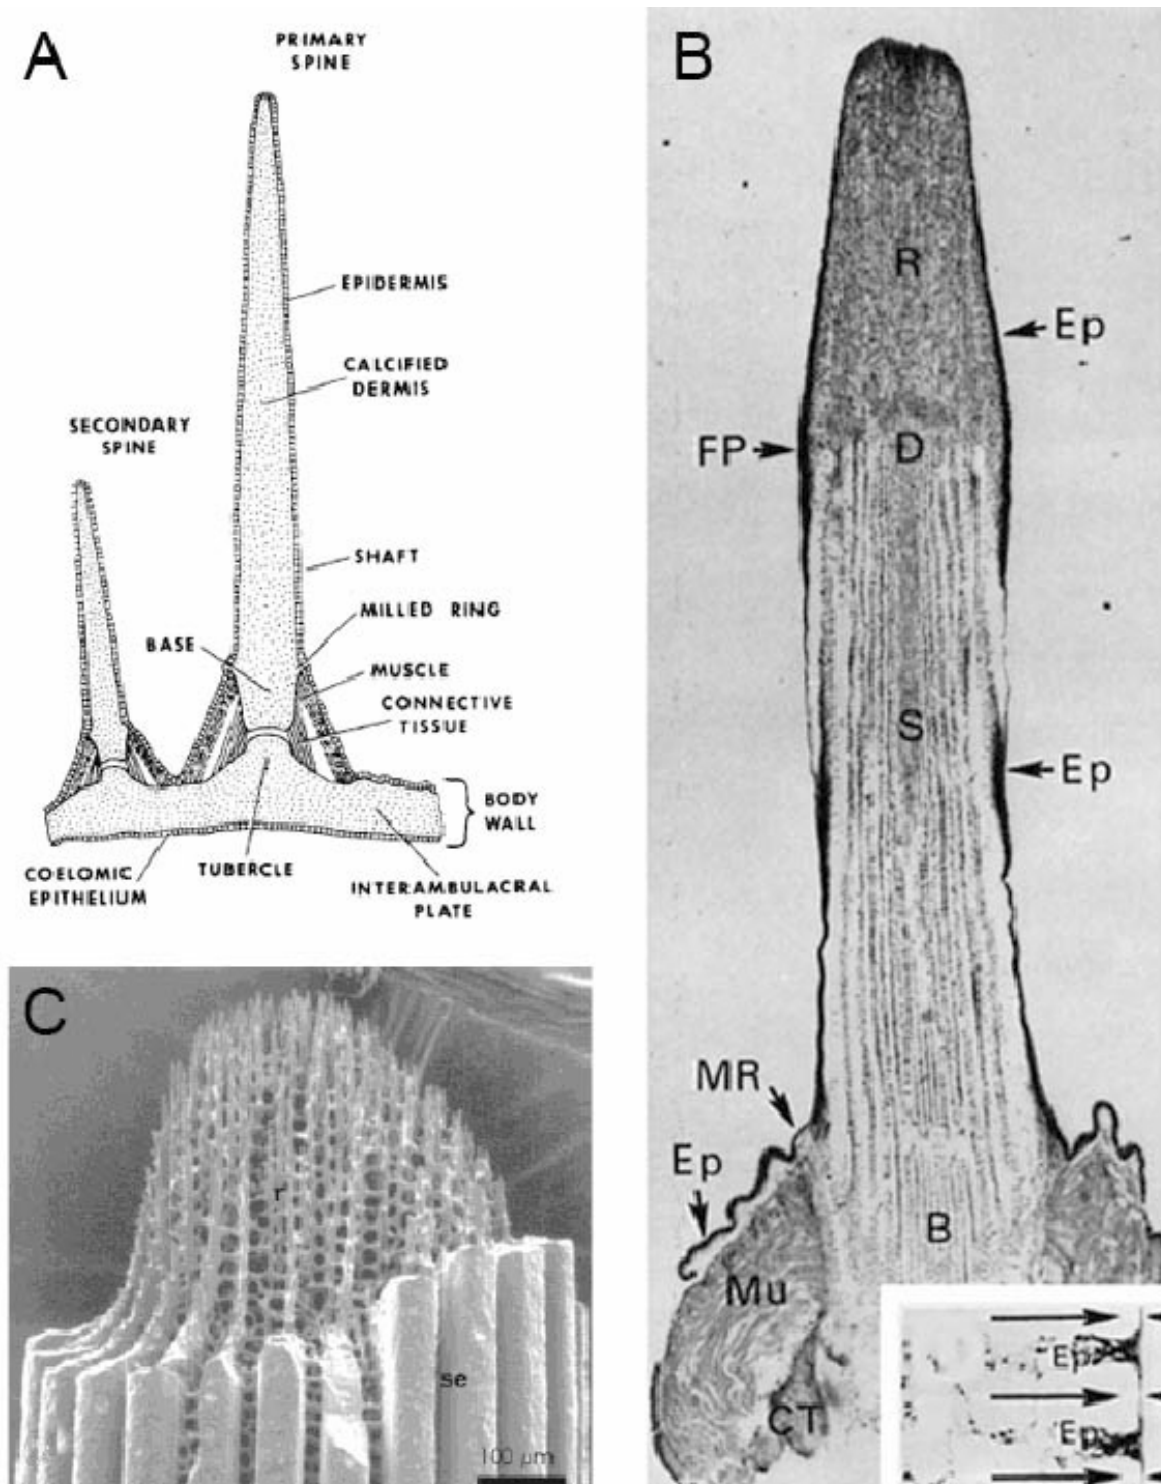 A
PRIMARY
SPINE
EPIDERMIS
CALCIFIED
DERMIS
SECONDARY
SPINE
SHAFT
MILLED RING
BASE
MUSCLE
CONNECTIVE
TISSUE
BODY
WALL
TUBERCLE
COELOMIC
EPITHELIUM
INTERAMBULACRAL
PLATE
B
R
Ep
FP
D
S
Ep
MR
Ep
B
Mu
CT
Ep
Ep
C
r
se
100 µm